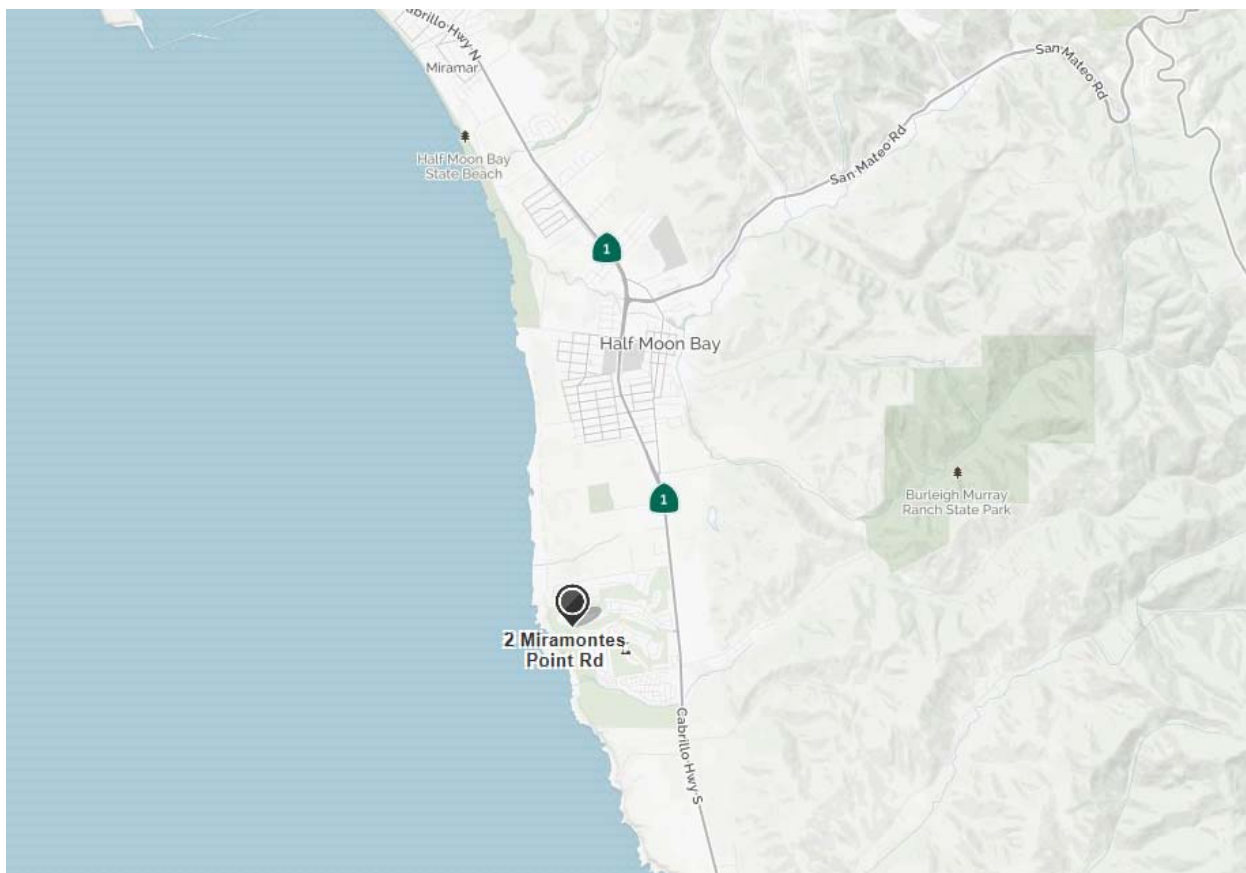 Cabrillo Hwy N
Miramar
San Mateo Rd
San Mateo Rd
Half Moon Bay
State Beach
1
Half Moon Bay
1
Burleigh Murray
Ranch State Park
2 Miramontes
Point Rd
Cabrillo Hwy S